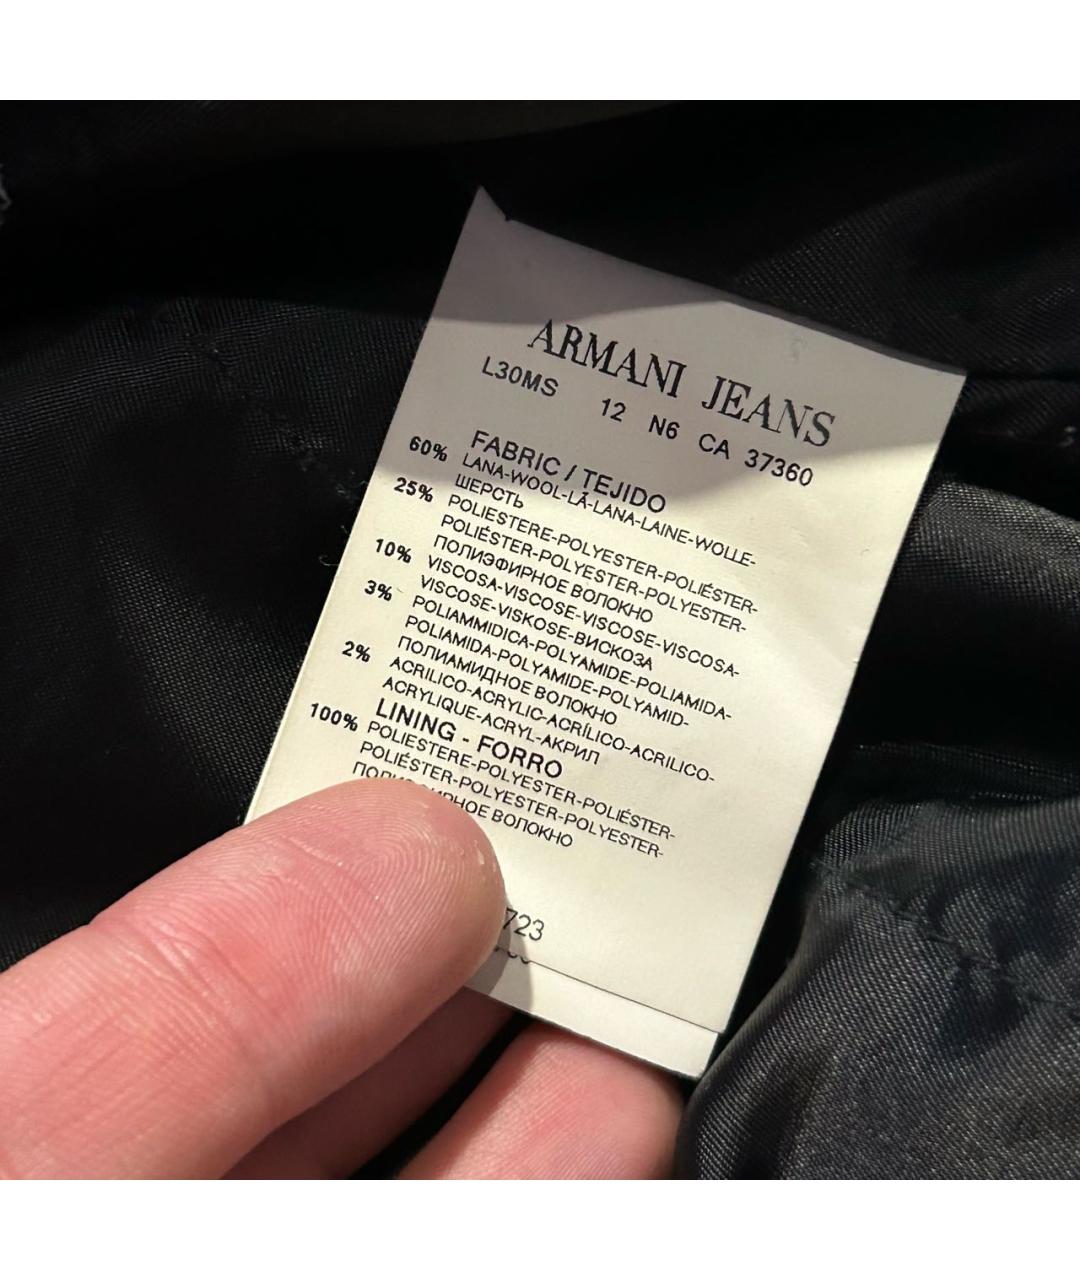 ARMANI JEANS
L30MS 12 N6 CA 37360
FABRIC / TEJIDO
60% LANA-WOOL-LÃ-LANA-LAINE-WOLLE-
ШЕРСТЬ
25% POLIESTERE-POLYESTER-POLIÉSTER-
POLIÉSTER-POLYESTER-POLYESTER-
ПОЛИЭФИРНОЕ ВОЛОКНО
10% VISCOSA-VISCOSE-VISCOSE-VISCOSA-
VISCOSE-VISKOSE-ВИСКОЗА
3% POLIAMMIDICA-POLYAMIDE-POLIAMIDA-
POLIAMIDA-POLYAMIDE-POLYAMID-
ПОЛИАМИДНОЕ ВОЛОКНО
2% ACRILICO-ACRYLIC-ACRÍLICO-ACRILICO-
ACRYLIQUE-ACRYL-АКРИЛ
LINING - FORRO
100% POLIESTERE-POLYESTER-POLIÉSTER-
POLIÉSTER-POLYESTER-POLYESTER-
ВОЛОКНО
723